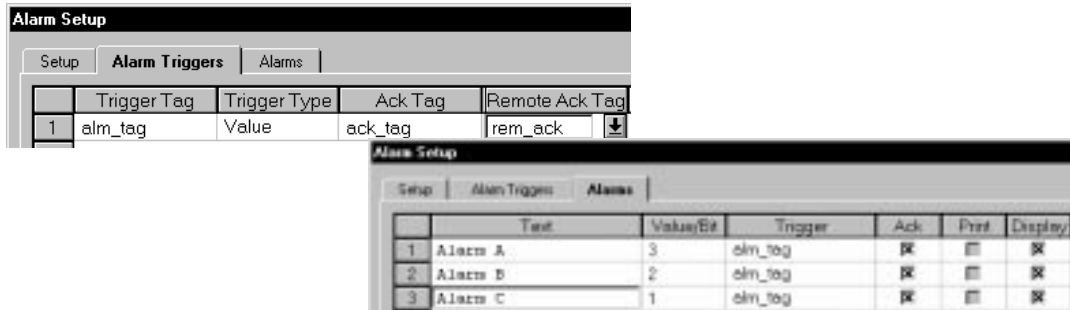 Alarm Setup
Setup Alarm Triggers Alarms
Trigger Tag Trigger Type Ack Tag Remote Ack Tag
1 alm_tag Value ack_tag rem_ack
Alarm Setup
Setup Alarm Triggers Alarms
Text Value/Bit Trigger Ack Print Display
1 Alarm A 3 alm_tag
2 Alarm B 2 alm_tag
3 Alarm C 1 alm_tag